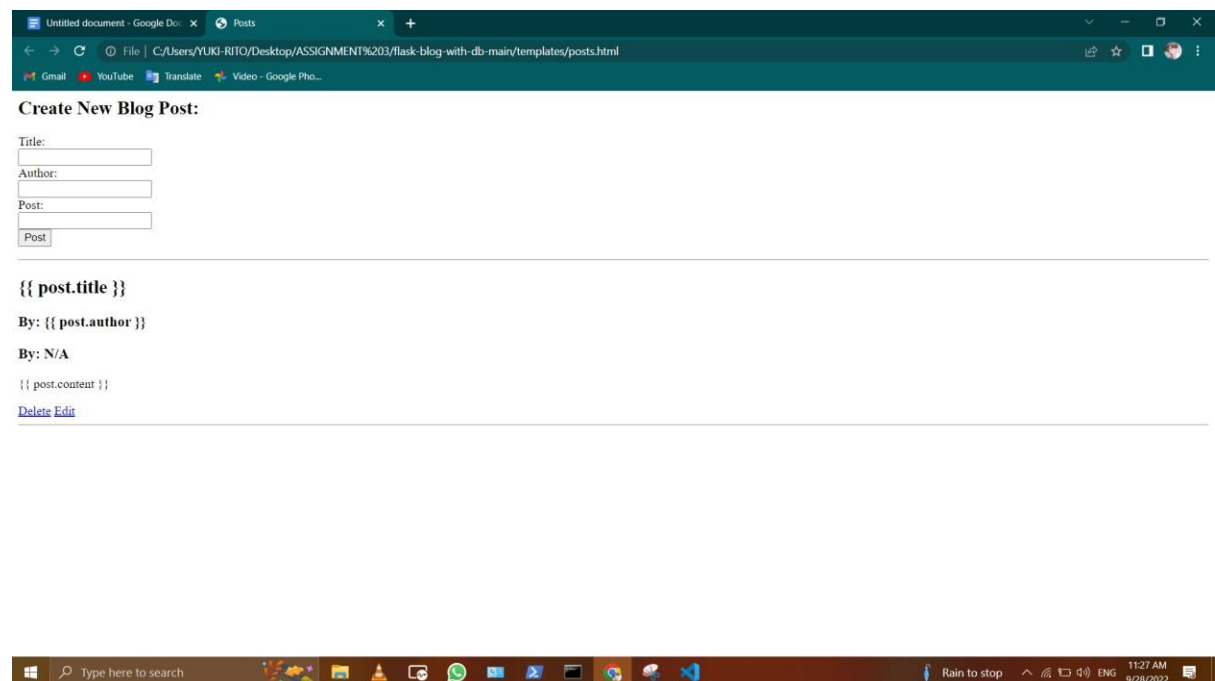 Untitled document - Google Doc
Posts
File | C:/Users/YUKI-RITO/Desktop/ASSIGNMENT%203/flask-blog-with-db-main/templates/posts.html
Gmail YouTube Translate Video - Google Pho...
Create New Blog Post:
Title:
Author:
Post:
Post
{{ post.title }}
By: {{ post.author }}
By: N/A
{{ post.content }}
Delete Edit
Type here to search
Rain to stop
ENG
11:27 AM
9/28/2022